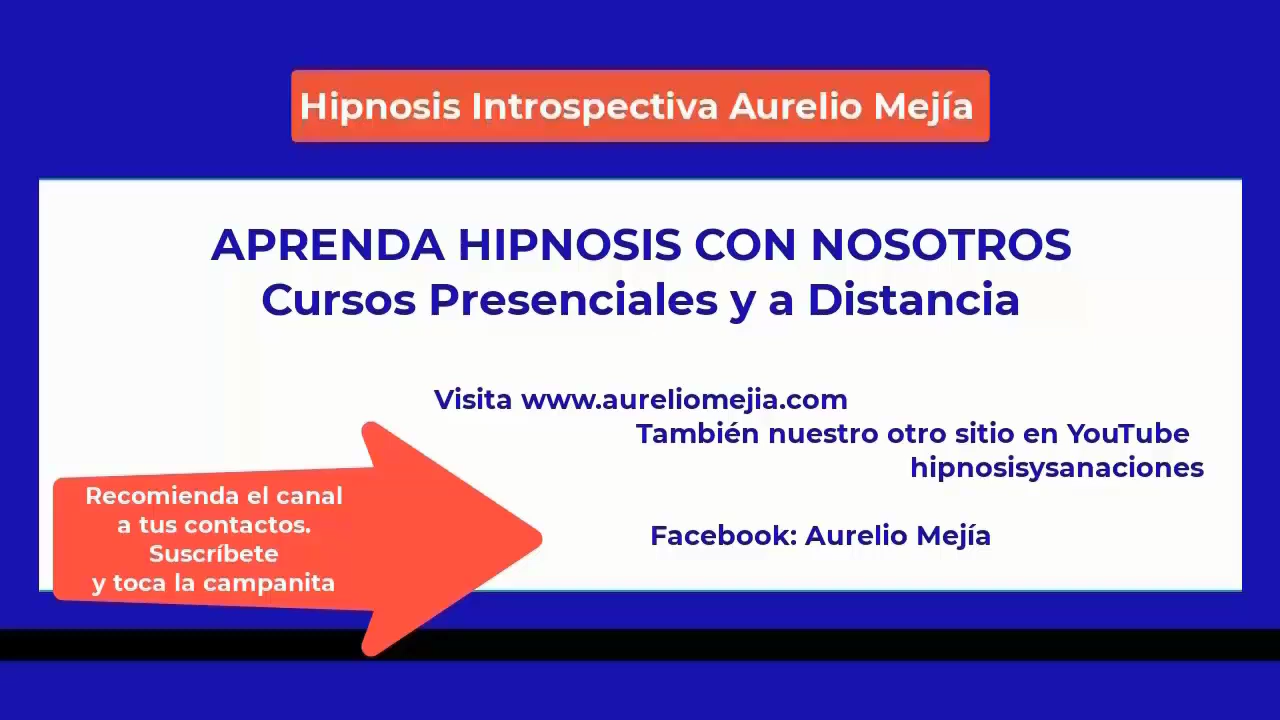 Hipnosis Introspectiva Aurelio Mejía
APRENDA HIPNOSIS CON NOSOTROS
Cursos Presenciales y a Distancia
Visita www.aureliomejia.com
También nuestro otro sitio en YouTube
hipnosisysanaciones
Facebook: Aurelio Mejía
Recomienda el canal
a tus contactos.
Suscríbete
y toca la campanita